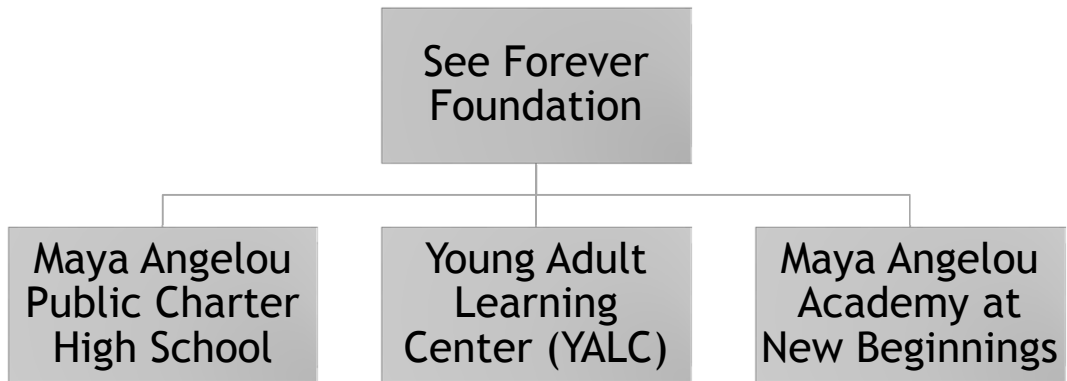 See Forever
Foundation
Maya Angelou
Public Charter
High School
Young Adult
Learning
Center (YALC)
Maya Angelou
Academy at
New Beginnings